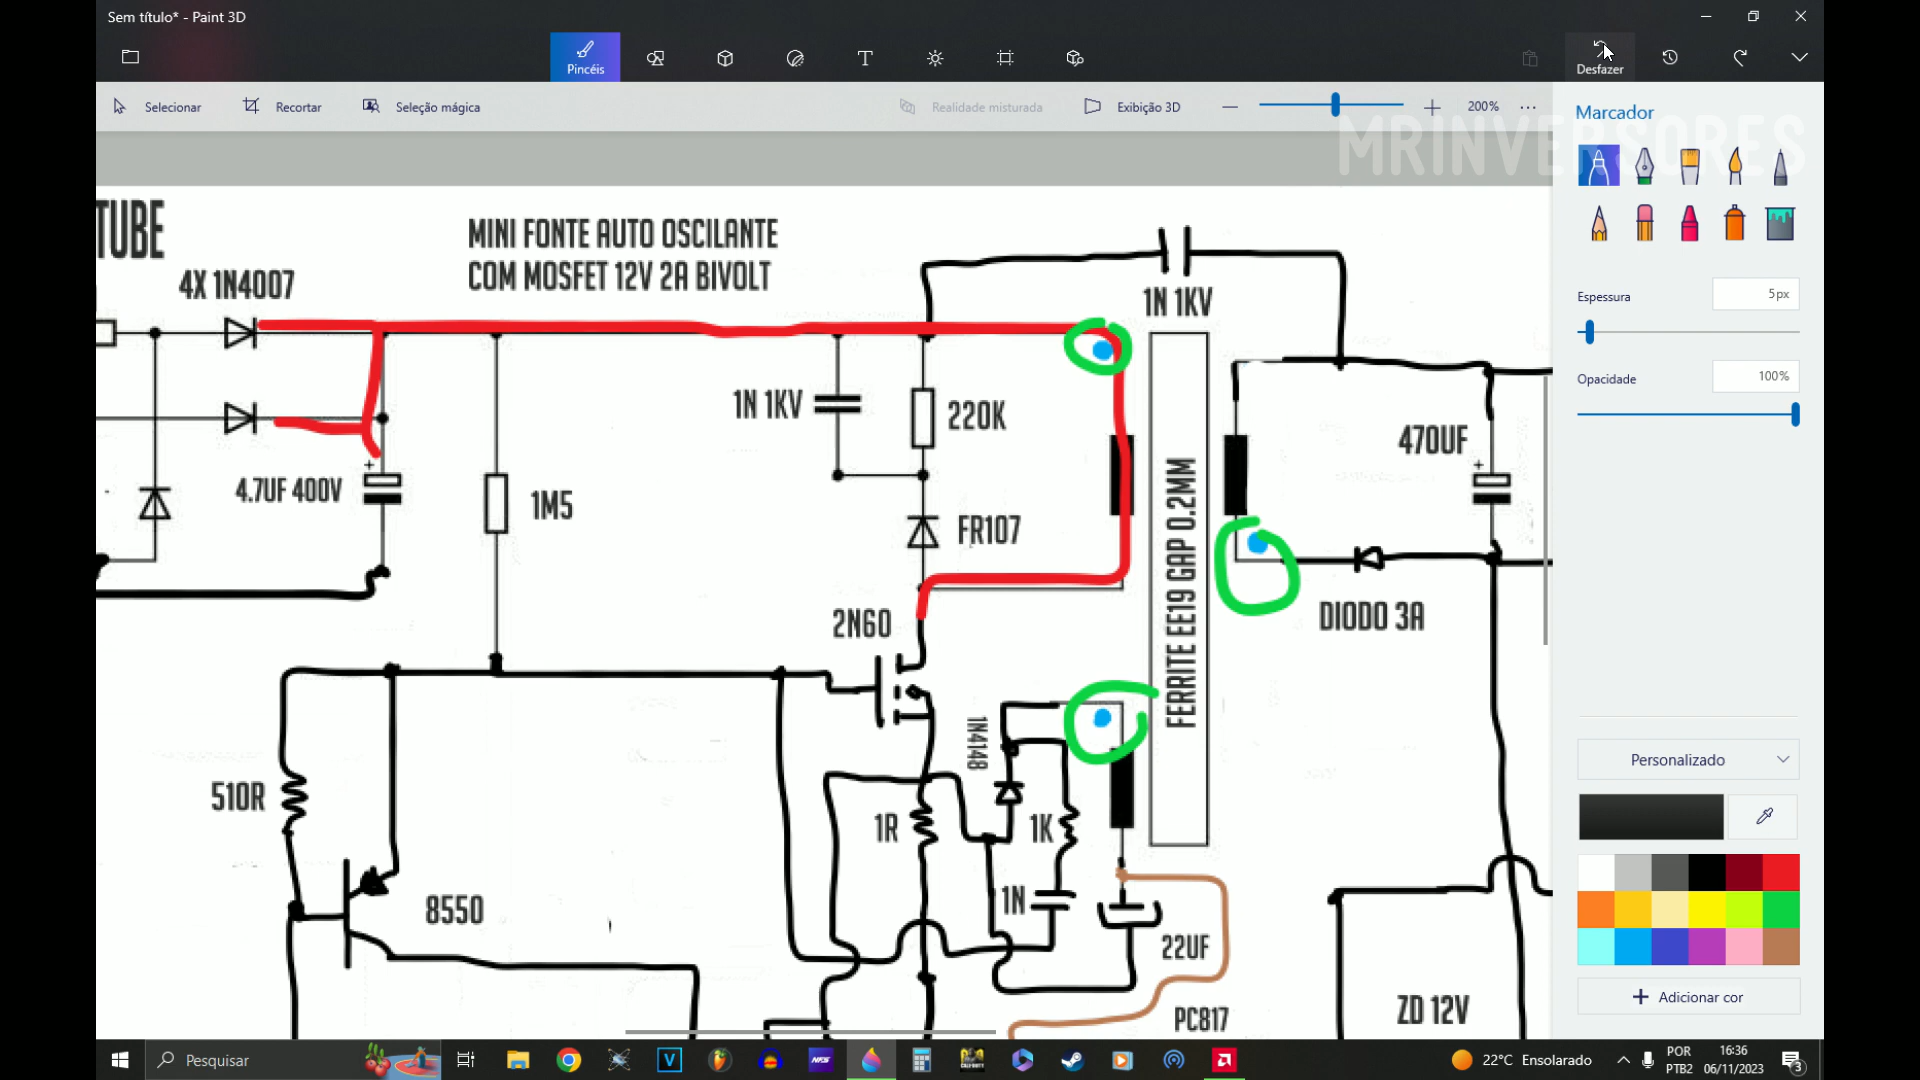 Sem título* - Paint 3D
Pincéis
Desfazer
Selecionar
Recortar
Seleção mágica
Realidade misturada
Exibição 3D
200%
Marcador
MRINVERSORES
Espessura
5px
Opacidade
100%
Personalizado
Adicionar cor
TUBE
MINI FONTE AUTO OSCILANTE
COM MOSFET 12V 2A BIVOLT
4X 1N4007
1N 1KV
1N 1KV
220K
470UF
4.7UF 400V
1M5
FR107
FERRITE EE19 GAP 0.2MM
DIODO 3A
2N60
1N4148
510R
1R
1K
8550
1N
22UF
PC817
ZD 12V
Pesquisar
22°C Ensolarado
POR
PTB2
16:36
06/11/2023
3